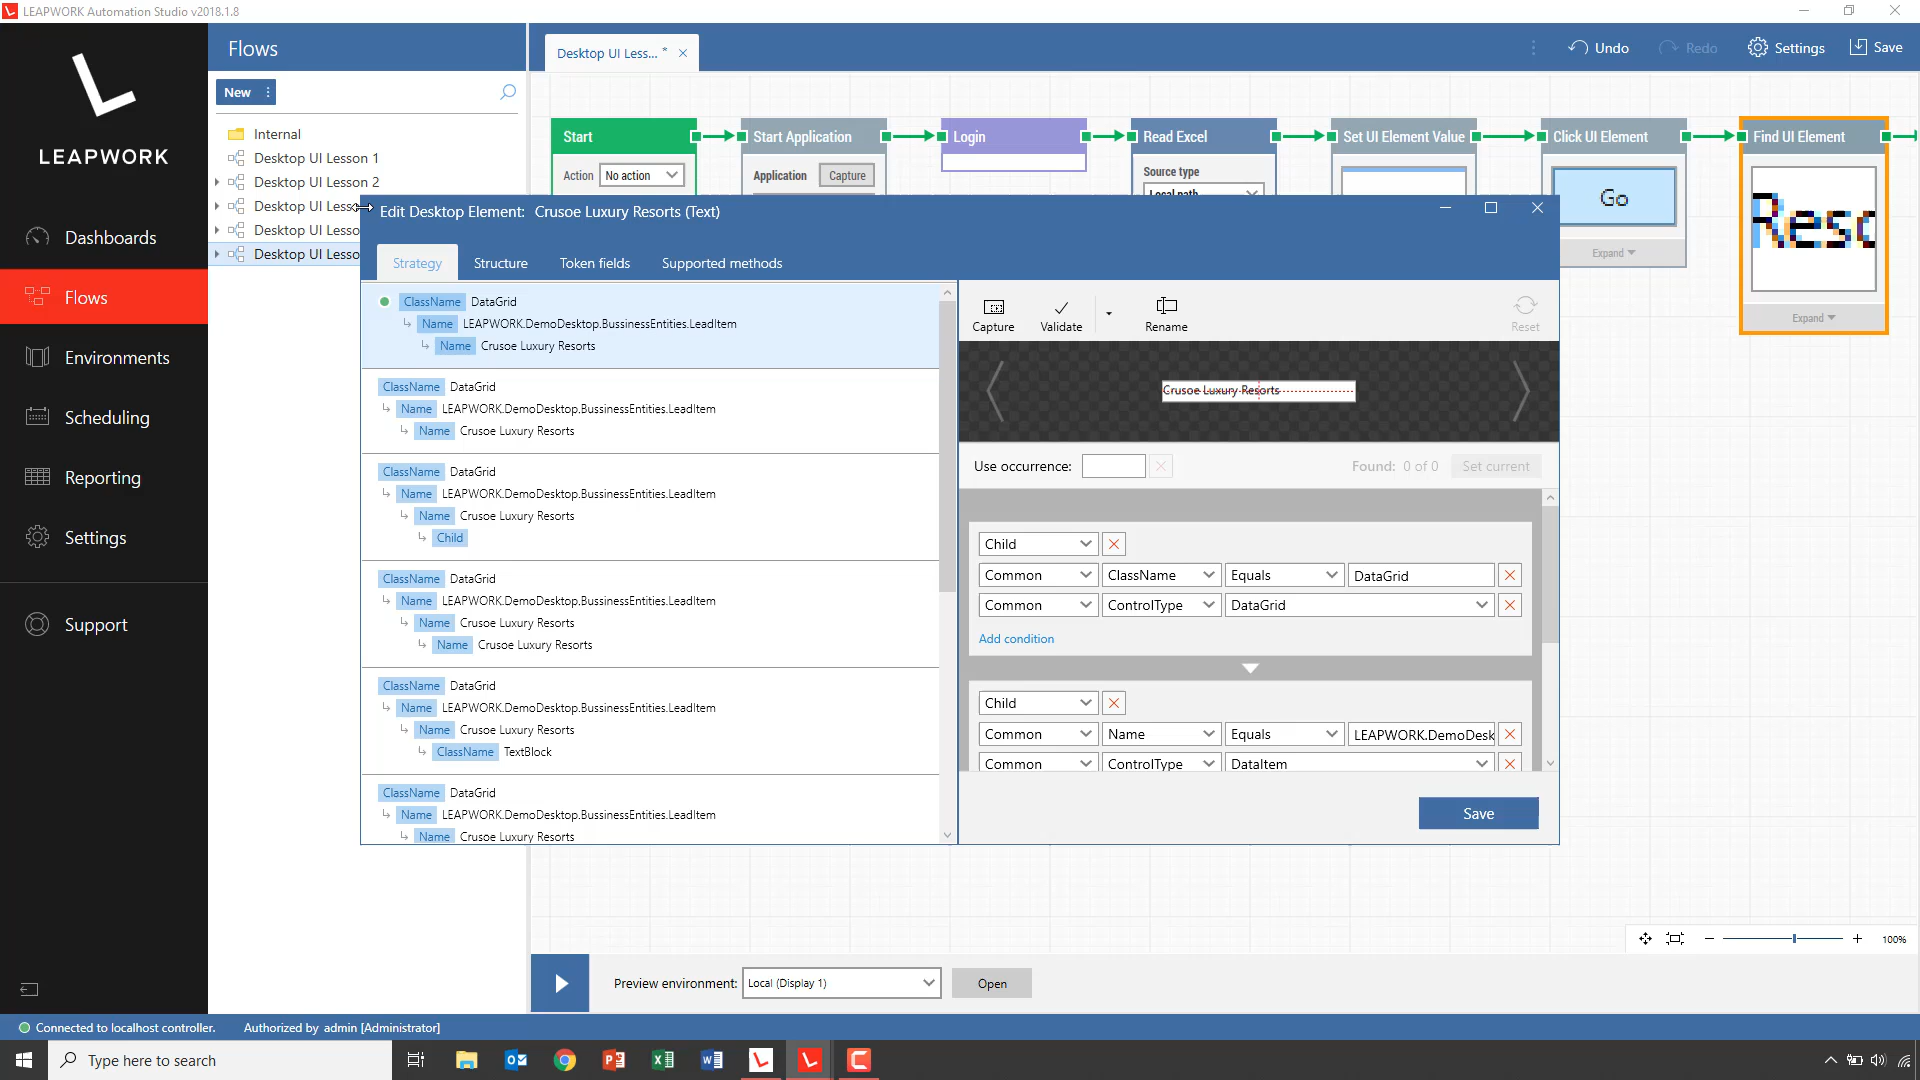 LEAPWORK Automation Studio v2018.1.8
LEAPWORK
Dashboards
Flows
Environments
Scheduling
Reporting
Settings
Support
Flows
New
Internal
Desktop UI Lesson 1
Desktop UI Lesson 2
Desktop UI Lesso
Desktop UI Lesso
Desktop UI Lesso
Desktop UI Less... *
Undo
Redo
Settings
Save
Start
Action No action
Start Application
Application Capture
Login
Read Excel
Source type
Local path
Set UI Element Value
Click UI Element
Go
Expand
Find UI Element
Reso
Expand
Edit Desktop Element: Crusoe Luxury Resorts (Text)
Strategy Structure Token fields Supported methods
ClassName DataGrid
Name LEAPWORK.DemoDesktop.BussinessEntities.LeadItem
Name Crusoe Luxury Resorts
ClassName DataGrid
Name LEAPWORK.DemoDesktop.BussinessEntities.LeadItem
Name Crusoe Luxury Resorts
ClassName DataGrid
Name LEAPWORK.DemoDesktop.BussinessEntities.LeadItem
Name Crusoe Luxury Resorts
Child
ClassName DataGrid
Name LEAPWORK.DemoDesktop.BussinessEntities.LeadItem
Name Crusoe Luxury Resorts
Name Crusoe Luxury Resorts
ClassName DataGrid
Name LEAPWORK.DemoDesktop.BussinessEntities.LeadItem
Name Crusoe Luxury Resorts
ClassName TextBlock
ClassName DataGrid
Name LEAPWORK.DemoDesktop.BussinessEntities.LeadItem
Name Crusoe Luxury Resorts
Capture Validate Rename Reset
Crusoe Luxury Resorts
Use occurrence: Found: 0 of 0 Set current
Child
Common ClassName Equals DataGrid
Common ControlType DataGrid
Add condition
Child
Common Name Equals LEAPWORK.DemoDesk
Common ControlType DataItem
Save
100%
Preview environment: Local (Display 1) Open
Connected to localhost controller. Authorized by admin [Administrator]
Type here to search